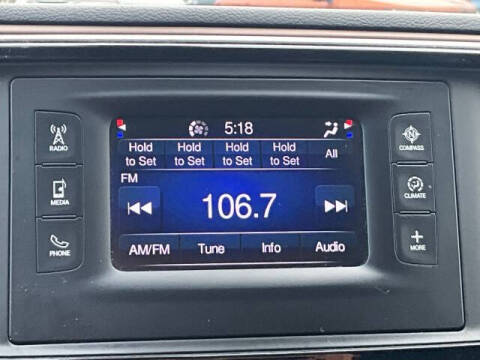 5:18
Hold to Set Hold to Set Hold to Set Hold to Set All
FM
106.7
AM/FM Tune Info Audio
RADIO
MEDIA
PHONE
N
COMPASS
CLIMATE
MORE